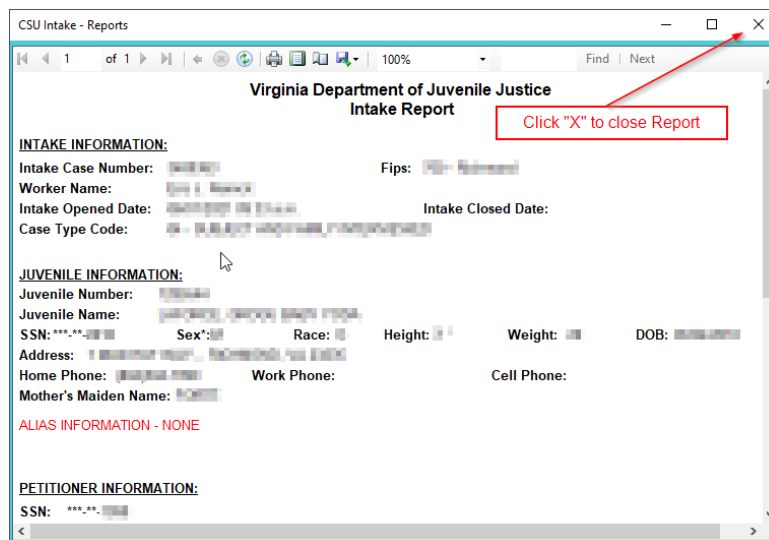 CSU Intake - Reports
1 of 1 100% Find | Next
Virginia Department of Juvenile Justice
Intake Report
Click "X" to close Report
INTAKE INFORMATION:
Intake Case Number: Fips:
Worker Name:
Intake Opened Date: Intake Closed Date:
Case Type Code:
JUVENILE INFORMATION:
Juvenile Number:
Juvenile Name:
SSN: ***-**- Sex*: Race: Height: Weight: DOB:
Address:
Home Phone: Work Phone: Cell Phone:
Mother's Maiden Name:
ALIAS INFORMATION - NONE
PETITIONER INFORMATION:
SSN: ***-**-